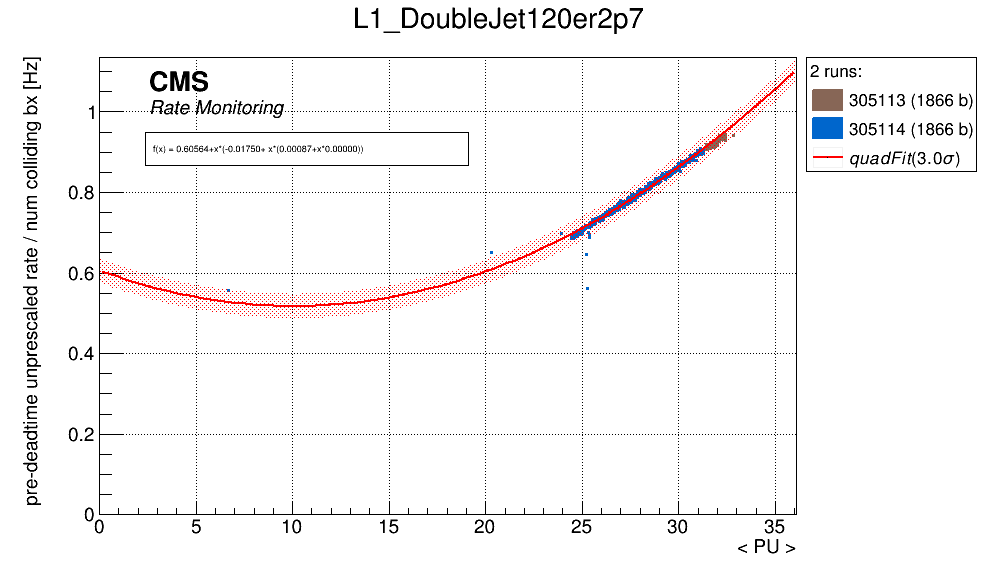 L1_DoubleJet120er2p7
pre-deadtime unprescaled rate / num colliding bx [Hz]
CMS
Rate Monitoring
f(x) = 0.60564+x*(-0.01750+ x*(0.00087+x*0.00000))
1
0.8
0.6
0.4
0.2
0
0 5 10 15 20 25 30 35
< PU >
2 runs:
305113 (1866 b)
305114 (1866 b)
quadFit(3.0σ)